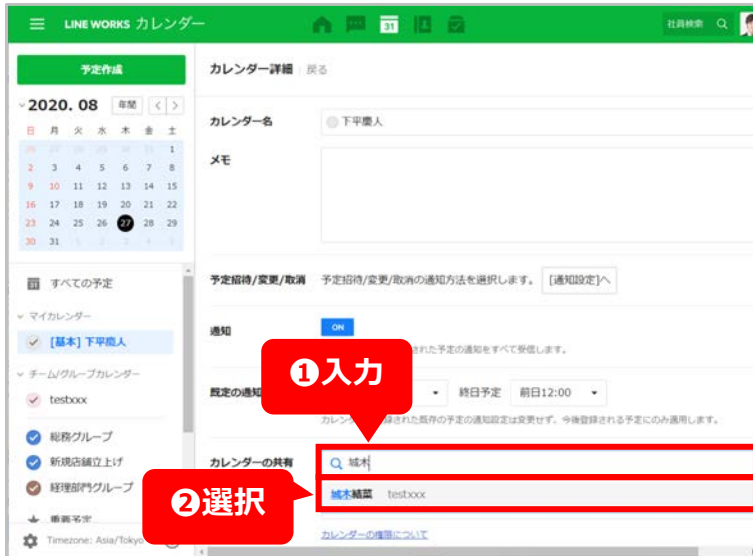 LINE WORKS カレンダー
31
社員検索
予定作成
カレンダー詳細 戻る
2020. 08 年間 < >
日 月 火 水 木 金 土
26 27 28 29 30 31 1
2 3 4 5 6 7 8
9 10 11 12 13 14 15
16 17 18 19 20 21 22
23 24 25 26 27 28 29
30 31 1 2 3 4 5
カレンダー名 下平慶人
メモ
すべての予定
マイカレンダー
[基本] 下平慶人
チーム/グループカレンダー
testxxx
総務グループ
新規店舗立上げ
経理部門グループ
重要予定
Timezone: Asia/Tokyo
予定招待/変更/取消 予定招待/変更/取消の通知方法を選択します。 [通知設定]へ
通知 ON
された予定の通知をすべて受信します。
既定の通知 終日予定 前日12:00
カレン
された既存の予定の通知設定は変更せず、今後登録される予定にのみ適用します。
カレンダーの共有 城木
城木結菜 testxxx
カレンダーの権限について
❶入力
❷選択